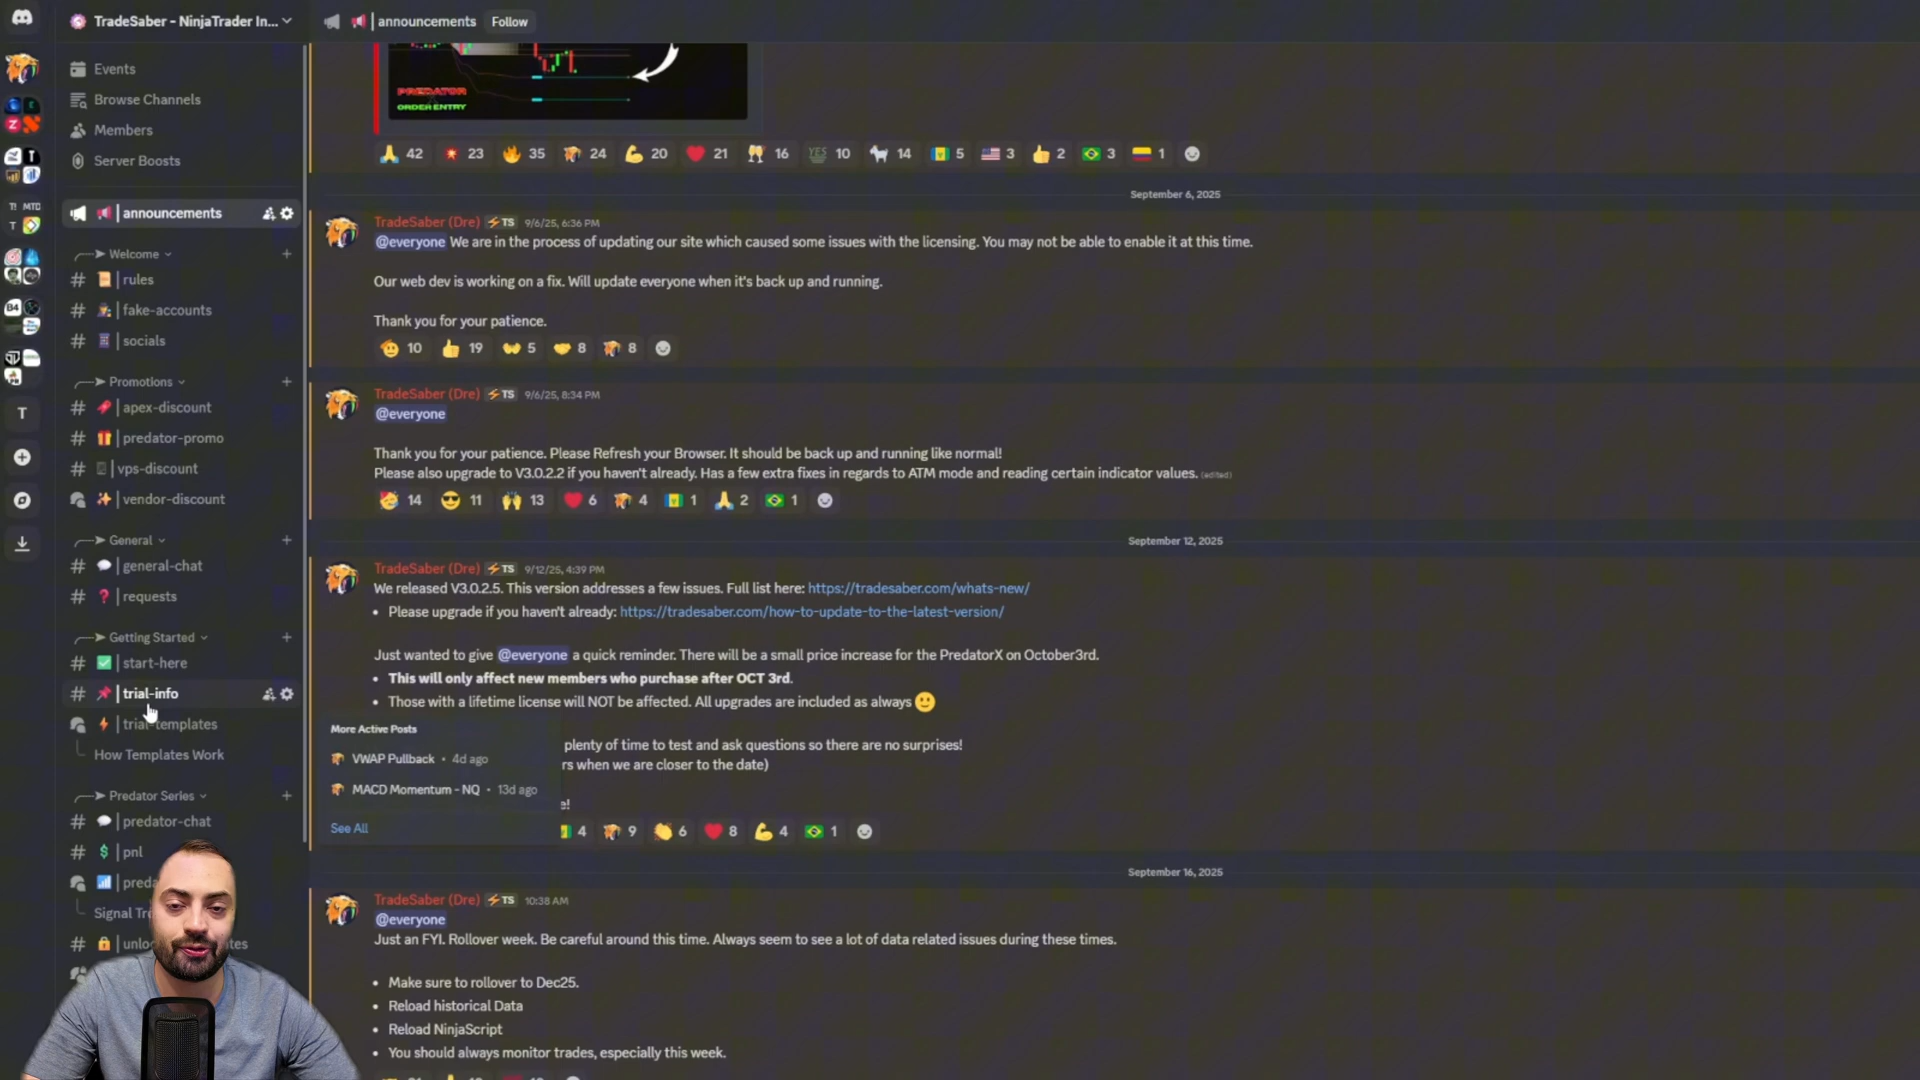 TradeSaber - NinjaTrader In...
Events
Browse Channels
Members
Server Boosts
announcements
Welcome
rules
fake-accounts
socials
Promotions
apex-discount
predator-promo
vps-discount
vendor-discount
General
general-chat
requests
Getting Started
start-here
trial-info
trial-templates
How Templates Work
Predator Series
predator-chat
pnl
preda
Signal Tr
unlo
tes
T
announcements
Follow
PREDATOR
ORDER ENTRY
42 23 35 24 20 21 16 YES 10 14 5 3 2 3 1
September 6, 2025
TradeSaber (Dre) TS 9/6/25, 6:36 PM
@everyone We are in the process of updating our site which caused some issues with the licensing. You may not be able to enable it at this time.
Our web dev is working on a fix. Will update everyone when it's back up and running.
Thank you for your patience.
10 19 5 8 8
TradeSaber (Dre) TS 9/6/25, 8:34 PM
@everyone
Thank you for your patience. Please Refresh your Browser. It should be back up and running like normal!
Please also upgrade to V3.0.2.2 if you haven't already. Has a few extra fixes in regards to ATM mode and reading certain indicator values. (edited)
14 11 13 6 4 1 2 1
September 12, 2025
TradeSaber (Dre) TS 9/12/25, 4:39 PM
We released V3.0.2.5. This version addresses a few issues. Full list here: https://tradesaber.com/whats-new/
• Please upgrade if you haven't already: https://tradesaber.com/how-to-update-to-the-latest-version/
Just wanted to give @everyone a quick reminder. There will be a small price increase for the PredatorX on October3rd.
• This will only affect new members who purchase after OCT 3rd.
• Those with a lifetime license will NOT be affected. All upgrades are included as always
More Active Posts
plenty of time to test and ask questions so there are no surprises!
VWAP Pullback • 4d ago
rs when we are closer to the date)
MACD Momentum - NQ • 13d ago
e!
See All
4 9 6 8 4 1
September 16, 2025
TradeSaber (Dre) TS 10:38 AM
@everyone
Just an FYI. Rollover week. Be careful around this time. Always seem to see a lot of data related issues during these times.
• Make sure to rollover to Dec25.
• Reload historical Data
• Reload NinjaScript
• You should always monitor trades, especially this week.